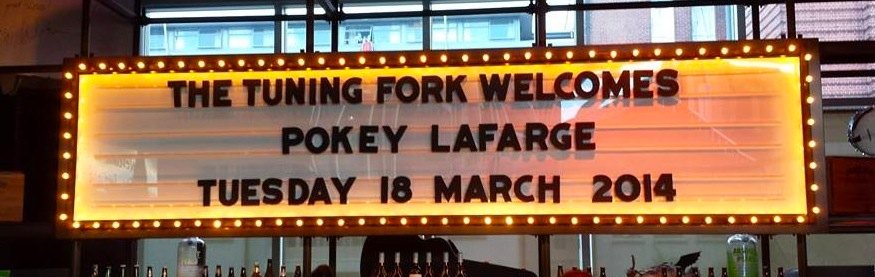 THE TUNING FORK WELCOMES
POKEY LAFARGE
TUESDAY 18 MARCH 2014